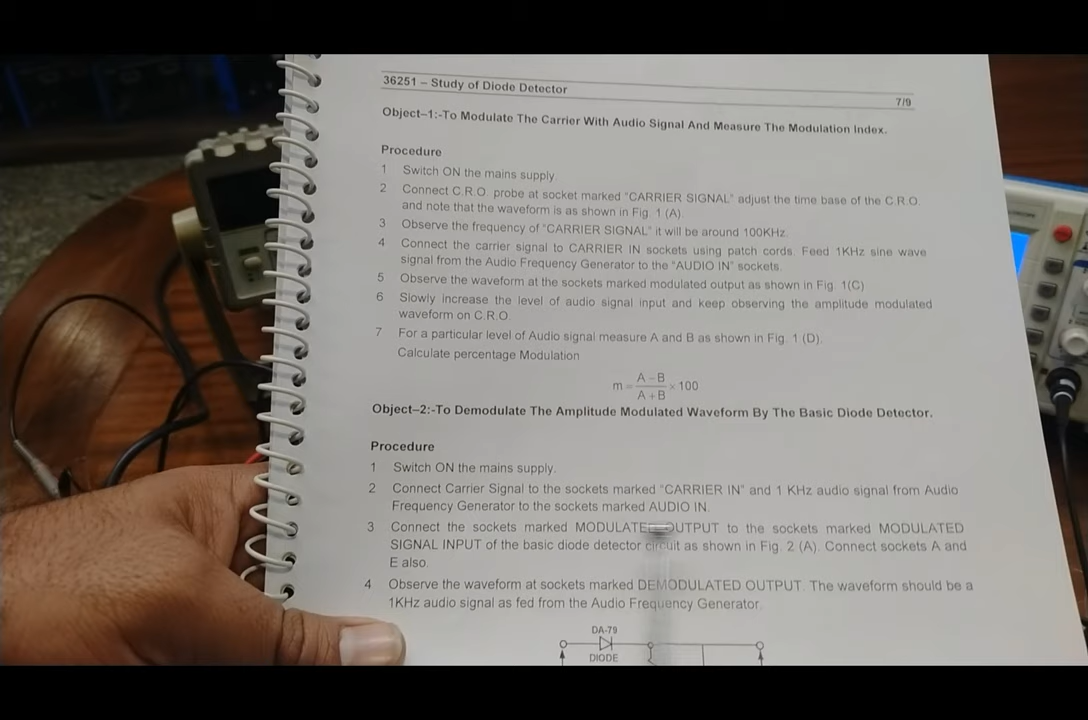 36251 – Study of Diode Detector
7/9
Object–1:-To Modulate The Carrier With Audio Signal And Measure The Modulation Index.
Procedure
1 Switch ON the mains supply.
2 Connect C.R.O. probe at socket marked "CARRIER SIGNAL" adjust the time base of the C.R.O.
and note that the waveform is as shown in Fig. 1 (A).
3 Observe the frequency of "CARRIER SIGNAL" it will be around 100KHz.
4 Connect the carrier signal to CARRIER IN sockets using patch cords. Feed 1KHz sine wave
signal from the Audio Frequency Generator to the "AUDIO IN" sockets.
5 Observe the waveform at the sockets marked modulated output as shown in Fig. 1(C)
6 Slowly increase the level of audio signal input and keep observing the amplitude modulated
waveform on C.R.O.
7 For a particular level of Audio signal measure A and B as shown in Fig. 1 (D).
Calculate percentage Modulation
m = A – B / A + B × 100
Object–2:-To Demodulate The Amplitude Modulated Waveform By The Basic Diode Detector.
Procedure
1 Switch ON the mains supply.
2 Connect Carrier Signal to the sockets marked "CARRIER IN" and 1 KHz audio signal from Audio
Frequency Generator to the sockets marked AUDIO IN.
3 Connect the sockets marked MODULATED OUTPUT to the sockets marked MODULATED
SIGNAL INPUT of the basic diode detector circuit as shown in Fig. 2 (A). Connect sockets A and
E also.
4 Observe the waveform at sockets marked DEMODULATED OUTPUT. The waveform should be a
1KHz audio signal as fed from the Audio Frequency Generator.
DA-79
DIODE